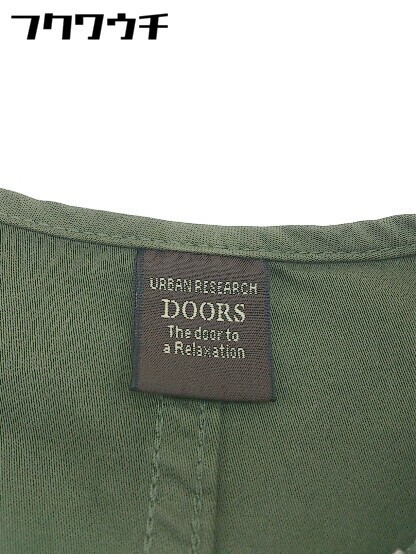 フクワウチ
URBAN RESEARCH
DOORS
The door to
a Relaxation